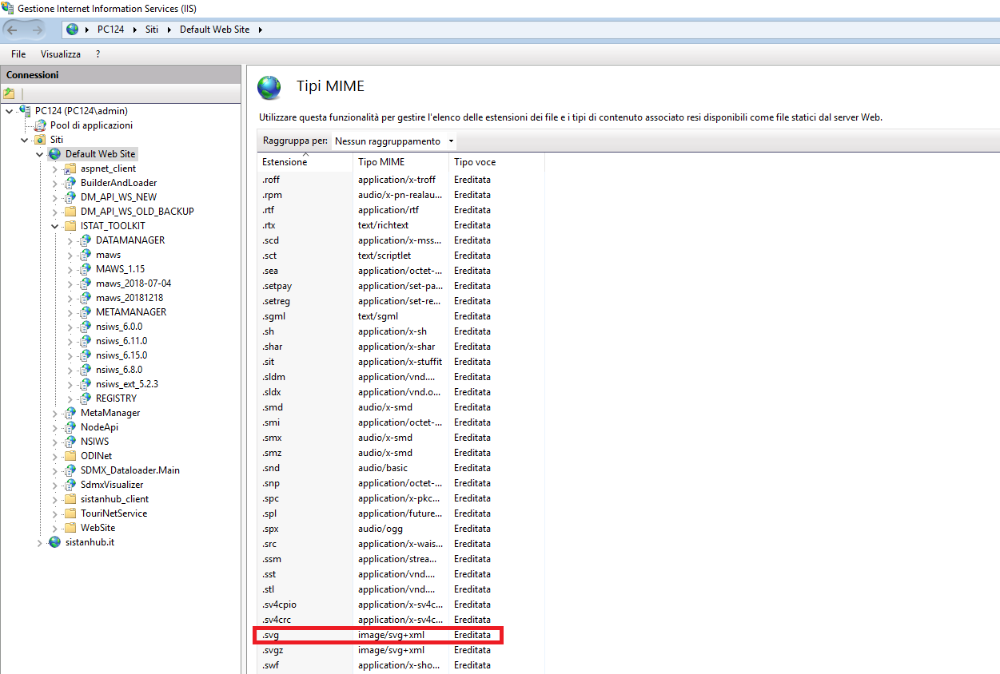 Gestione Internet Information Services (IIS)
PC124 Siti Default Web Site
File Visualizza ?
Connessioni
PC124 (PC124\admin)
Pool di applicazioni
Siti
Default Web Site
aspnet_client
BuilderAndLoader
DM_API_WS_NEW
DM_API_WS_OLD_BACKUP
ISTAT_TOOLKIT
DATAMANAGER
maws
MAWS_1.15
maws_2018-07-04
maws_20181218
METAMANAGER
nsiws_6.0.0
nsiws_6.11.0
nsiws_6.15.0
nsiws_6.8.0
nsiws_ext_5.2.3
REGISTRY
MetaManager
NodeApi
NSIWS
ODINet
SDMX_Dataloader.Main
SdmxVisualizer
sistanhub_client
TouriNetService
WebSite
sistanhub.it
Tipi MIME
Utilizzare questa funzionalità per gestire l'elenco delle estensioni dei file e i tipi di contenuto associato resi disponibili come file statici dal server Web.
Raggruppa per: Nessun raggruppamento
Estensione Tipo MIME Tipo voce
.roff application/x-troff Ereditata
.rpm audio/x-pn-realau... Ereditata
.rtf application/rtf Ereditata
.rtx text/richtext Ereditata
.scd application/x-mss... Ereditata
.sct text/scriptlet Ereditata
.sea application/octet-... Ereditata
.setpay application/set-pa... Ereditata
.setreg application/set-re... Ereditata
.sgml text/sgml Ereditata
.sh application/x-sh Ereditata
.shar application/x-shar Ereditata
.sit application/x-stuffit Ereditata
.sldm application/vnd.... Ereditata
.sldx application/vnd.o... Ereditata
.smd audio/x-smd Ereditata
.smi application/octet-... Ereditata
.smx audio/x-smd Ereditata
.smz audio/x-smd Ereditata
.snd audio/basic Ereditata
.snp application/octet-... Ereditata
.spc application/x-pkc... Ereditata
.spl application/future... Ereditata
.spx audio/ogg Ereditata
.src application/x-wais... Ereditata
.ssm application/strea... Ereditata
.sst application/vnd.... Ereditata
.stl application/vnd.... Ereditata
.sv4cpio application/x-sv4c... Ereditata
.sv4crc application/x-sv4c... Ereditata
.svg image/svg+xml Ereditata
.svgz image/svg+xml Ereditata
.swf application/x-sho... Ereditata